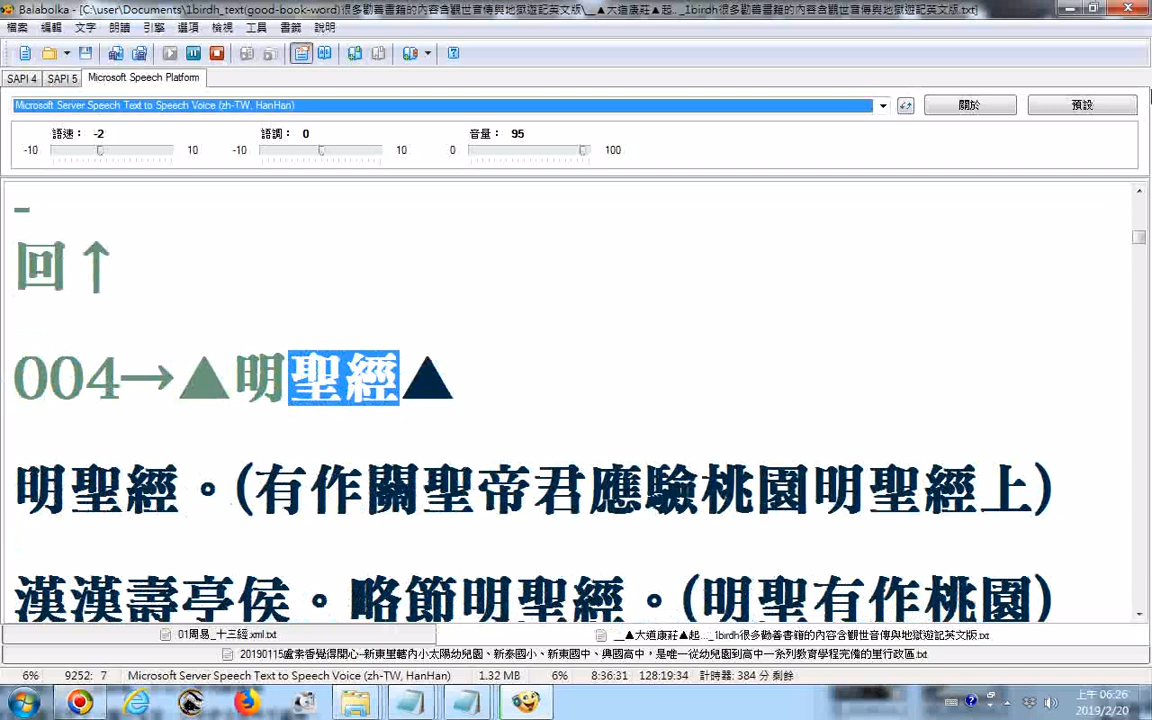 Balabolka - [C:\user\Documents\1birdh_text(good-book-word)很多勸善書籍的內容含觀世音傳與地獄遊記英文版\__▲大道康莊▲起..._1birdh很多勸善書籍的內容含觀世音傳與地獄遊記英文版.txt]
檔案 編輯 文字 朗讀 引擎 選項 檢視 工具 書籤 說明
SAPI 4 SAPI 5 Microsoft Speech Platform
Microsoft Server Speech Text to Speech Voice (zh-TW, HanHan) 關於 預設
語速: -2 語調: 0 音量: 95
-10 10 -10 10 0 100
-
回↑
004→▲明聖經▲
明聖經。(有作關聖帝君應驗桃園明聖經上)
漢漢壽亭侯。略節明聖經。(明聖有作桃園)
01周易_十三經.xml.txt __▲大道康莊▲起..._1birdh很多勸善書籍的內容含觀世音傳與地獄遊記英文版.txt
20190115盧素香覺得開心-新東里轄內小太陽幼兒園、新泰國小、新東國中、興國高中，是唯一從幼兒園到高中一系列教育學程完備的里行政區.txt
6% 9252: 7 Microsoft Server Speech Text to Speech Voice (zh-TW, HanHan) 1.32 MB 6% 8:36:31 128:19:34 計時器: 384 分 剩餘
上午 06:26
2019/2/20